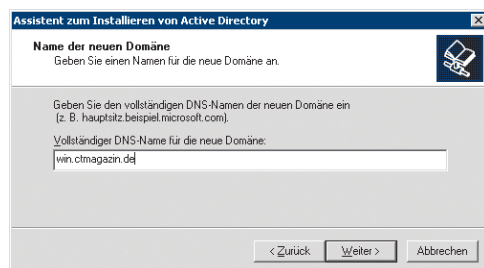 Assistent zum Installieren von Active Directory
Name der neuen Domäne
Geben Sie einen Namen für die neue Domäne an.
Geben Sie den vollständigen DNS-Namen der neuen Domäne ein
(z. B. hauptsitz.beispiel.microsoft.com).
Vollständiger DNS-Name für die neue Domäne:
win.ctmagazin.de
< Zurück Weiter > Abbrechen